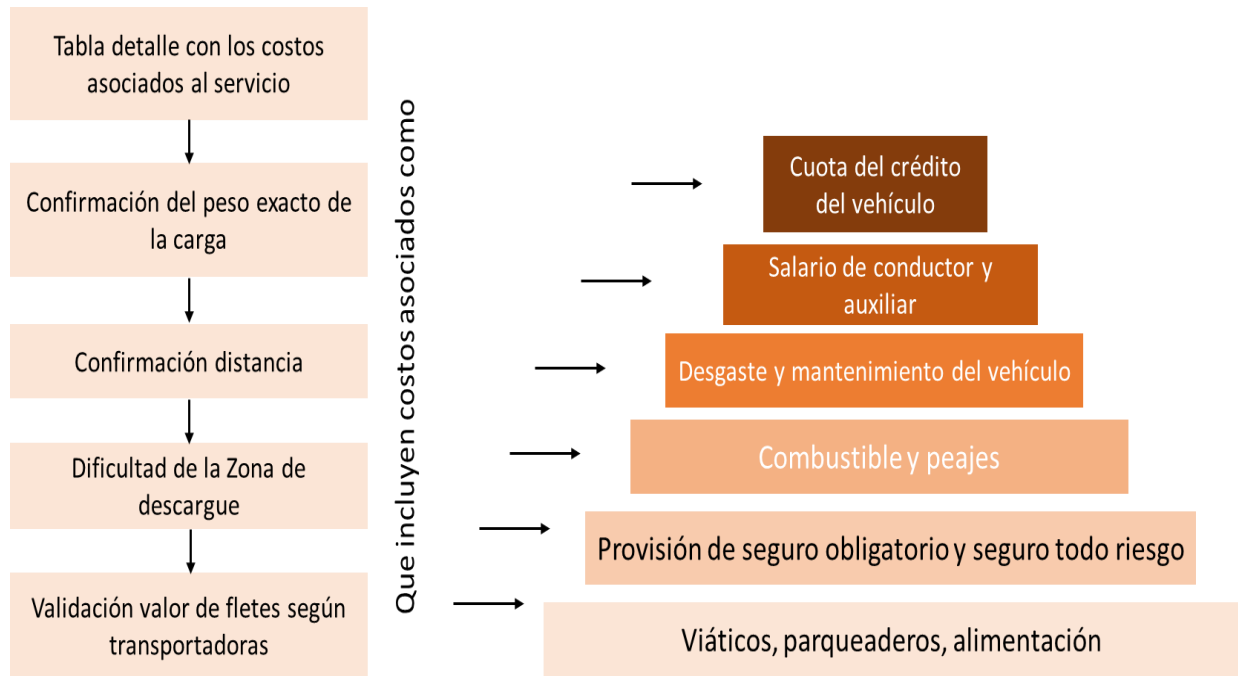 Tabla detalle con los costos
asociados al servicio
Confirmación del peso exacto de
la carga
Confirmación distancia
Dificultad de la Zona de
descargue
Validación valor de fletes según
transportadoras
Que incluyen costos asociados como
Cuota del crédito
del vehículo
Salario de conductor y
auxiliar
Desgaste y mantenimiento del vehículo
Combustible y peajes
Provisión de seguro obligatorio y seguro todo riesgo
Viáticos, parqueaderos, alimentación